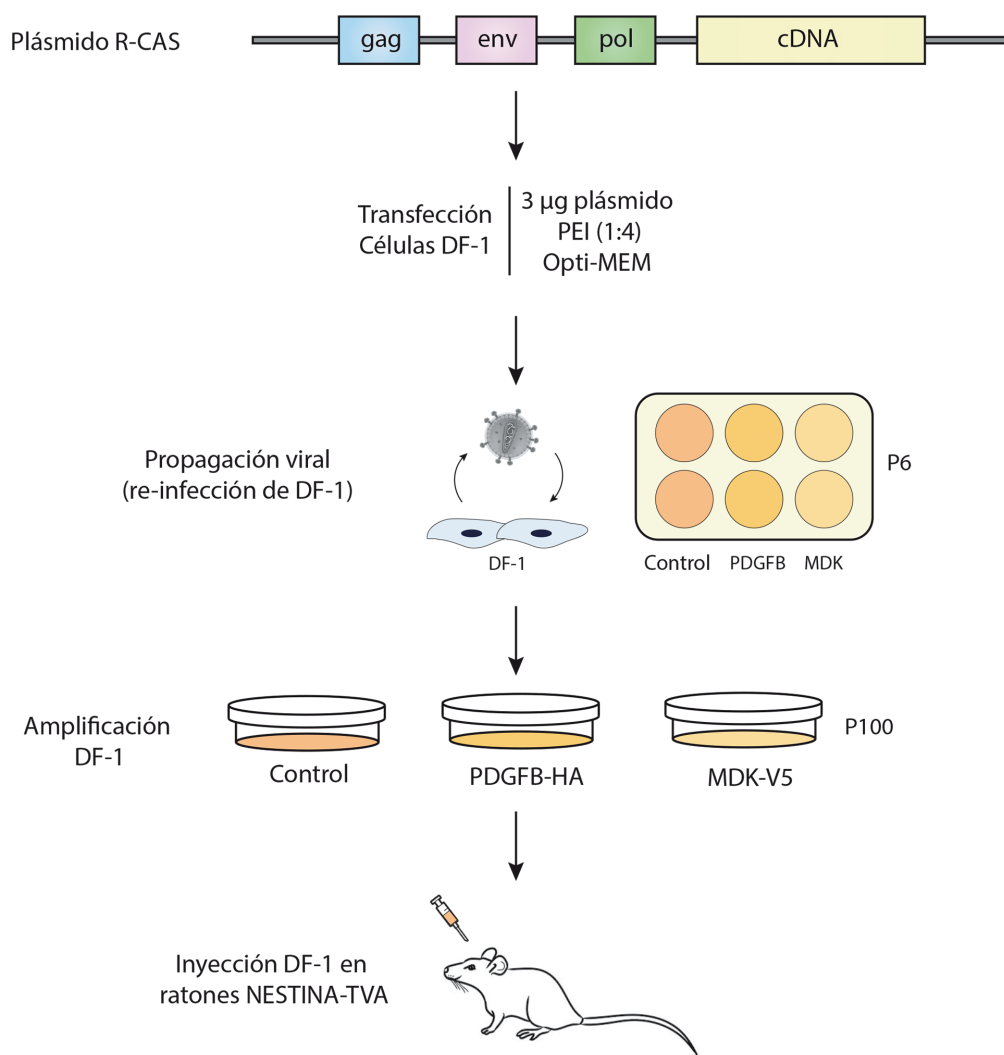 Plásmido R-CAS
gag
env
pol
cDNA
Transfección
Células DF-1
3 µg plásmido
PEI (1:4)
Opti-MEM
Propagación viral
(re-infección de DF-1)
DF-1
P6
Control
PDGFB
MDK
Amplificación
DF-1
Control
PDGFB-HA
MDK-V5
P100
Inyección DF-1 en
ratones NESTINA-TVA